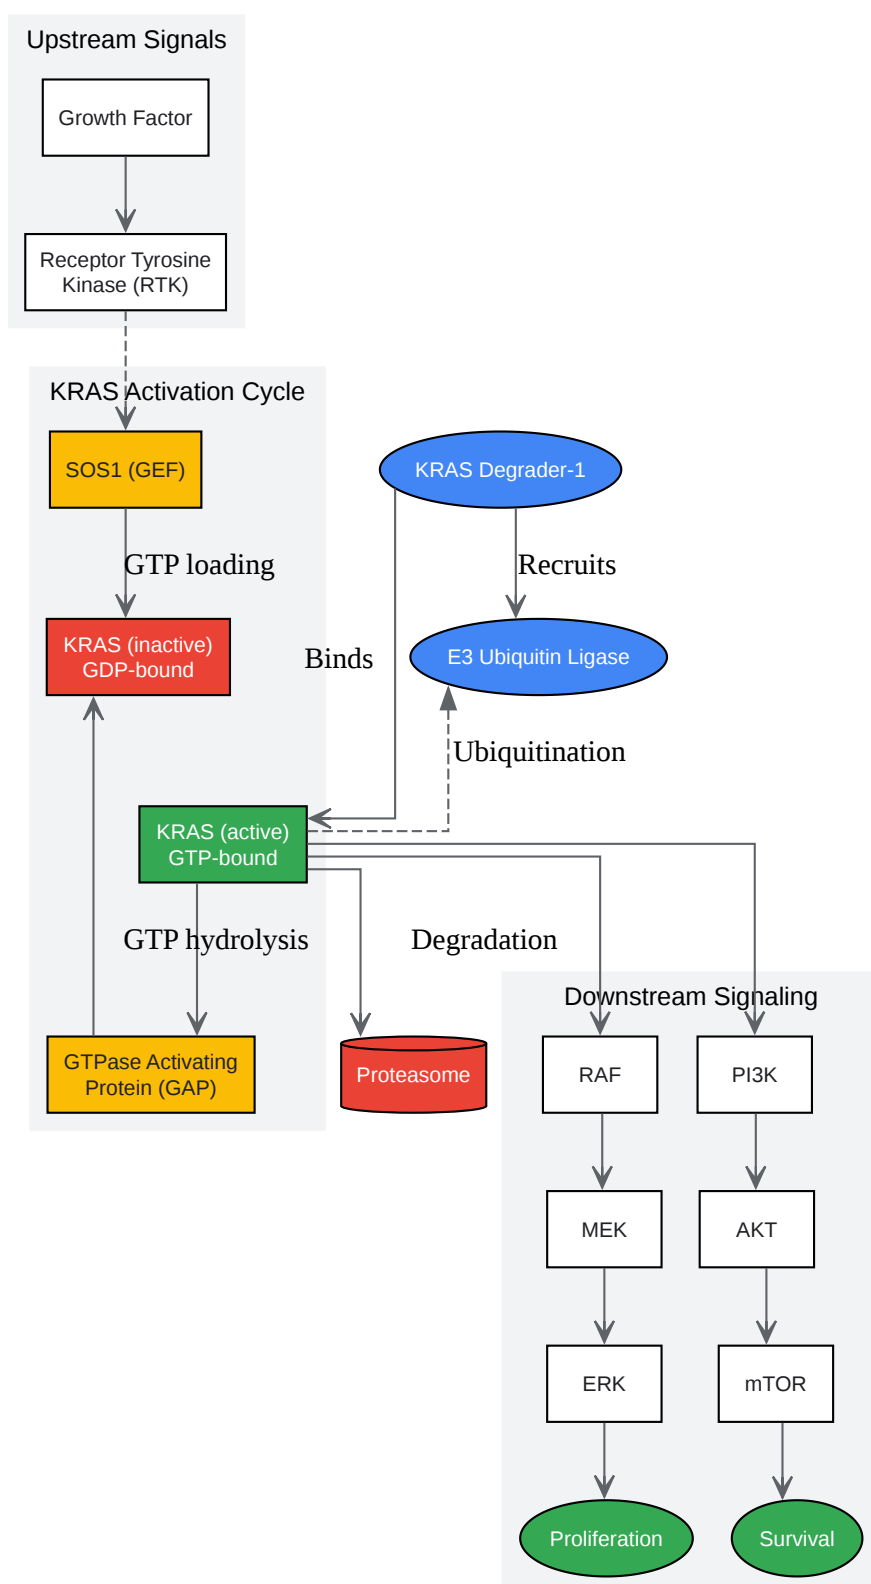 Upstream Signals
Growth Factor
Receptor Tyrosine
Kinase (RTK)
KRAS Activation Cycle
SOS1 (GEF)
KRAS Degrader-1
GTP loading
Recruits
KRAS (inactive)
GDP-bound
Binds
E3 Ubiquitin Ligase
Ubiquitination
KRAS (active)
GTP-bound
GTP hydrolysis
Degradation
Downstream Signaling
GTPase Activating
Protein (GAP)
Proteasome
RAF
PI3K
MEK
AKT
ERK
mTOR
Proliferation
Survival